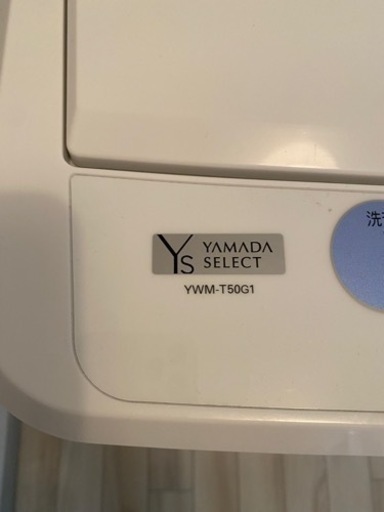 YS YAMADA
SELECT
YWM-T50G1
洗